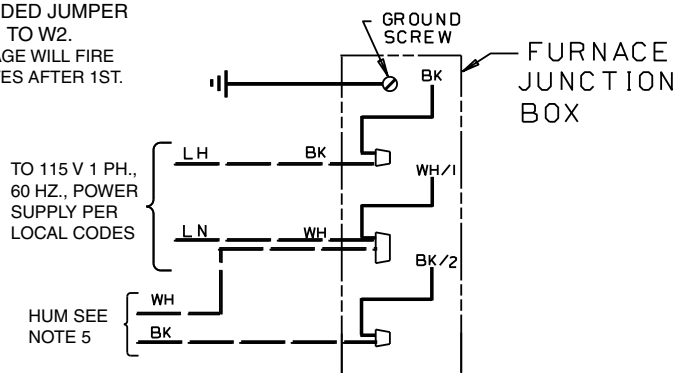 DED JUMPER
TO W2.
AGE WILL FIRE
TES AFTER 1ST.
GROUND
SCREW
FURNACE
JUNCTION
BOX
BK
LH
BK
TO 115 V 1 PH.,
60 HZ., POWER
SUPPLY PER
LOCAL CODES
WH/1
LN
WH
BK/2
WH
HUM SEE
NOTE 5
BK